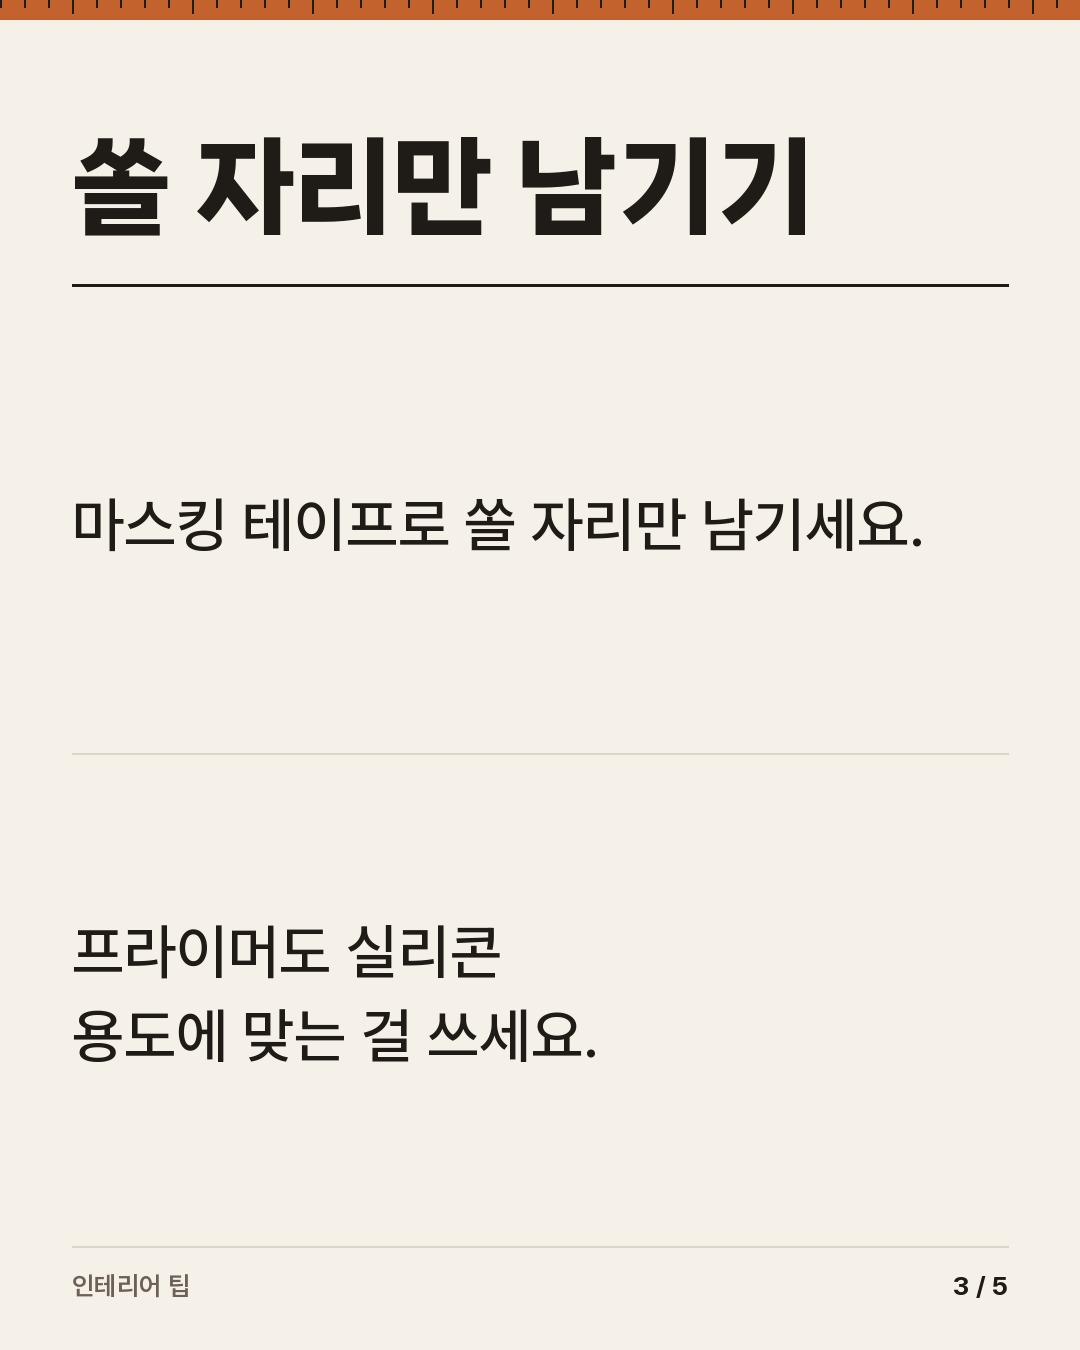 쏠 자리만 남기기
마스킹 테이프로 쏠 자리만 남기세요.
프라이머도 실리콘
용도에 맞는 걸 쓰세요.
인테리어 팁
3 / 5